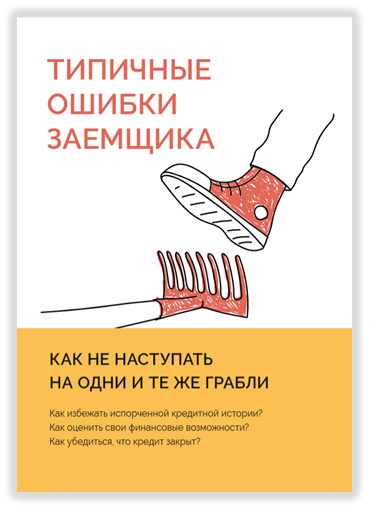 ТИПИЧНЫЕ
ОШИБКИ
ЗАЕМЩИКА
КАК НЕ НАСТУПАТЬ
НА ОДНИ И ТЕ ЖЕ ГРАБЛИ
Как избежать испорченной кредитной истории?
Как оценить свои финансовые возможности?
Как убедиться, что кредит закрыт?